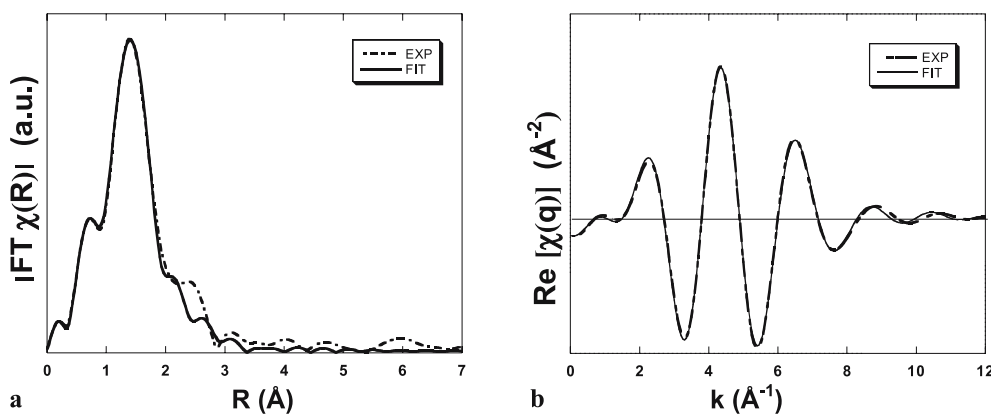 EXP
FIT
|FT χ(R)| (a.u.)
0 1 2 3 4 5 6 7
R (Å)
a
EXP
FIT
Re [χ(q)] (Å⁻²)
0 2 4 6 8 10 12
k (Å⁻¹)
b